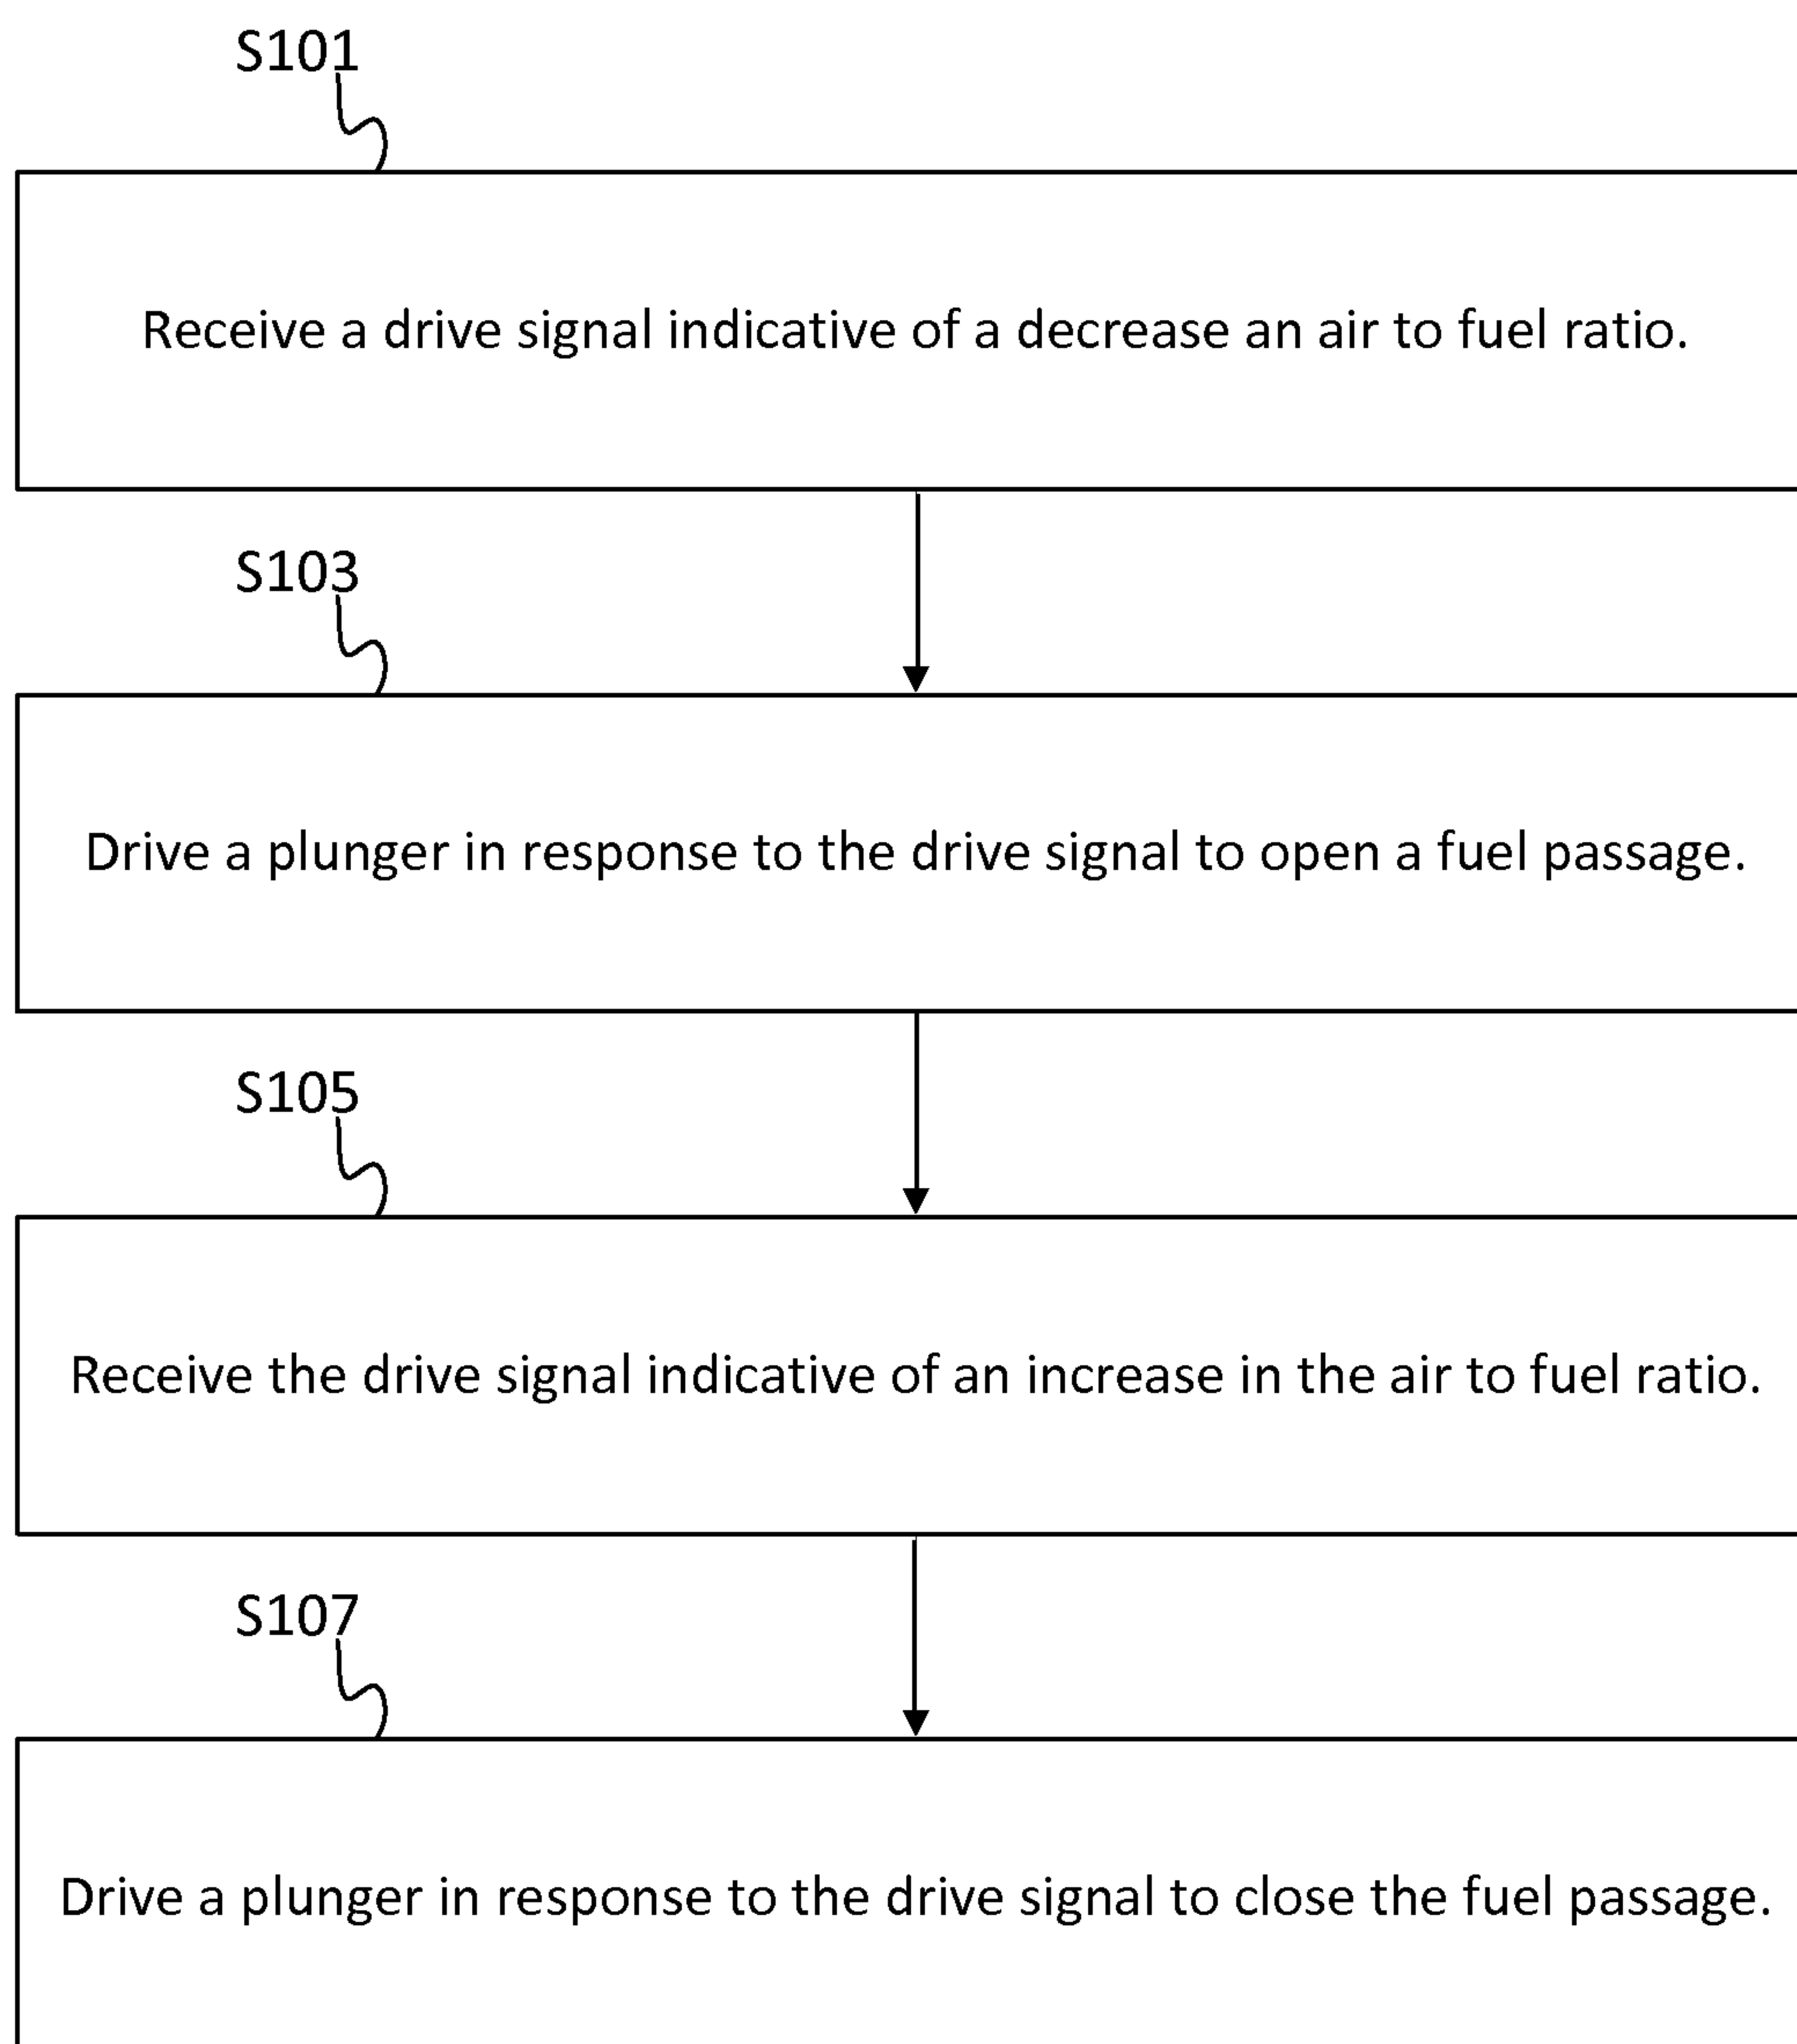 S101
Receive a drive signal indicative of a decrease an air to fuel ratio.
S103
Drive a plunger in response to the drive signal to open a fuel passage.
S105
Receive the drive signal indicative of an increase in the air to fuel ratio.
S107
Drive a plunger in response to the drive signal to close the fuel passage.